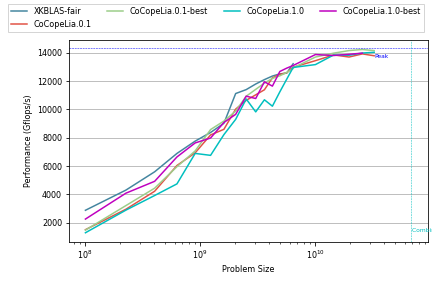 XKBLAS-fair
CoCopeLia.0.1-best
CoCopeLia.1.0
CoCopeLia.1.0-best
CoCopeLia.0.1
Performance (Gflops/s)
14000
12000
10000
8000
6000
4000
2000
Peak
10^8
10^9
10^10
Problem Size